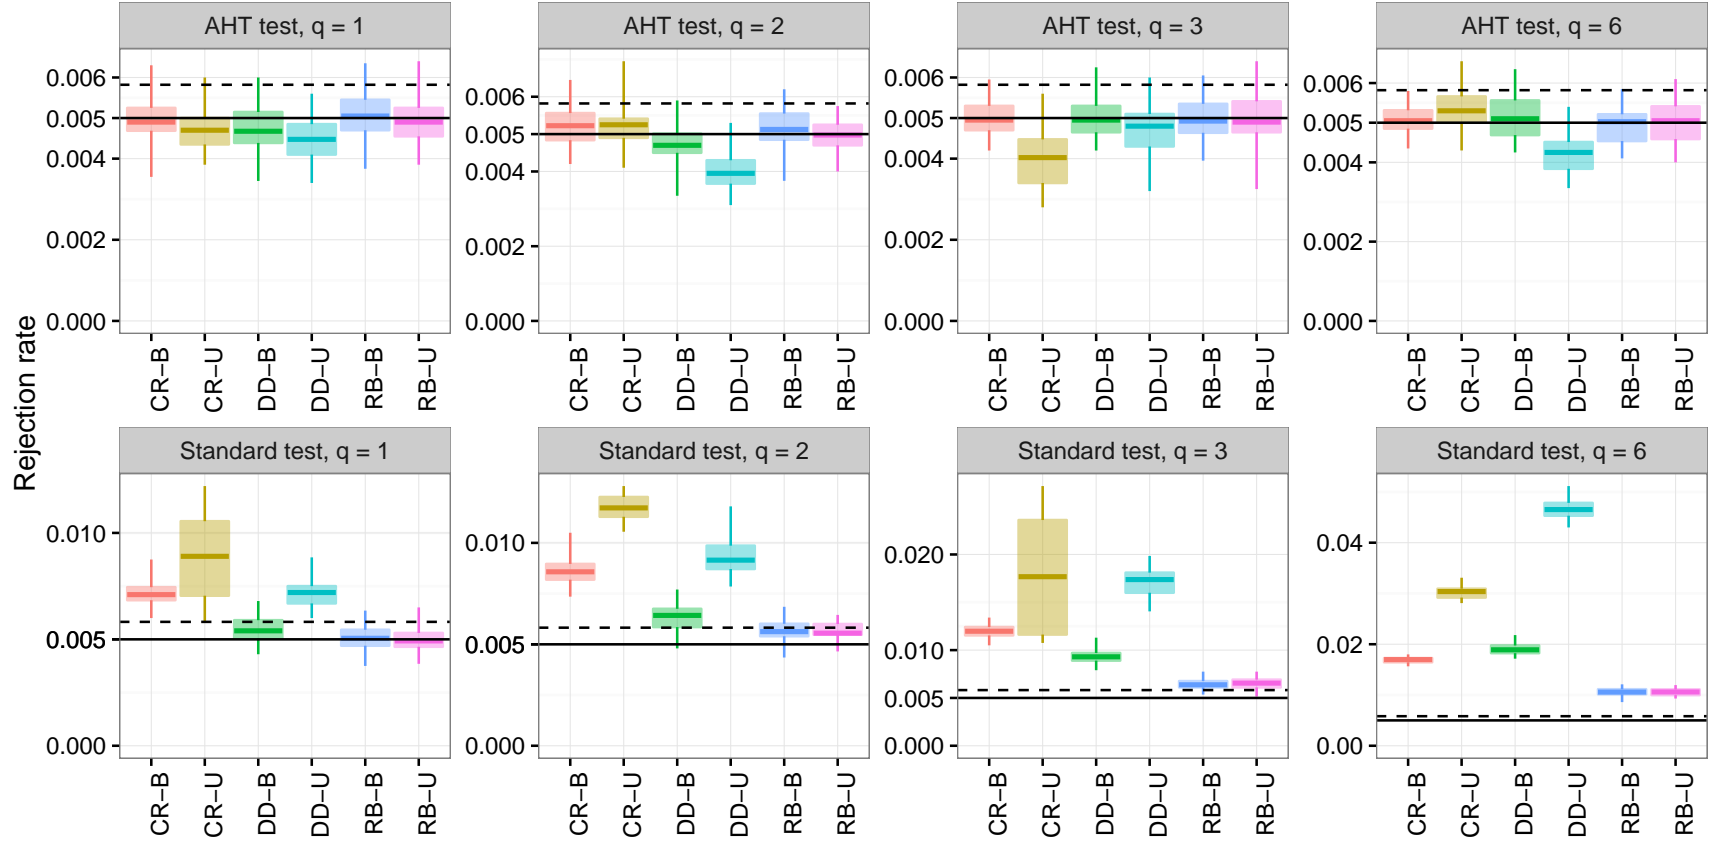 AHT test, q = 1
AHT test, q = 2
AHT test, q = 3
AHT test, q = 6
0.006
0.005
0.004
0.002
0.000
0.006
0.005
0.004
0.002
0.000
0.006
0.005
0.004
0.002
0.000
0.006
0.005
0.004
0.002
0.000
CR−B
CR−U
DD−B
DD−U
RB−B
RB−U
CR−B
CR−U
DD−B
DD−U
RB−B
RB−U
CR−B
CR−U
DD−B
DD−U
RB−B
RB−U
CR−B
CR−U
DD−B
DD−U
RB−B
RB−U
Rejection rate
Standard test, q = 1
Standard test, q = 2
Standard test, q = 3
Standard test, q = 6
0.010
0.005
0.000
0.010
0.005
0.000
0.020
0.010
0.005
0.000
0.04
0.02
0.00
CR−B
CR−U
DD−B
DD−U
RB−B
RB−U
CR−B
CR−U
DD−B
DD−U
RB−B
RB−U
CR−B
CR−U
DD−B
DD−U
RB−B
RB−U
CR−B
CR−U
DD−B
DD−U
RB−B
RB−U